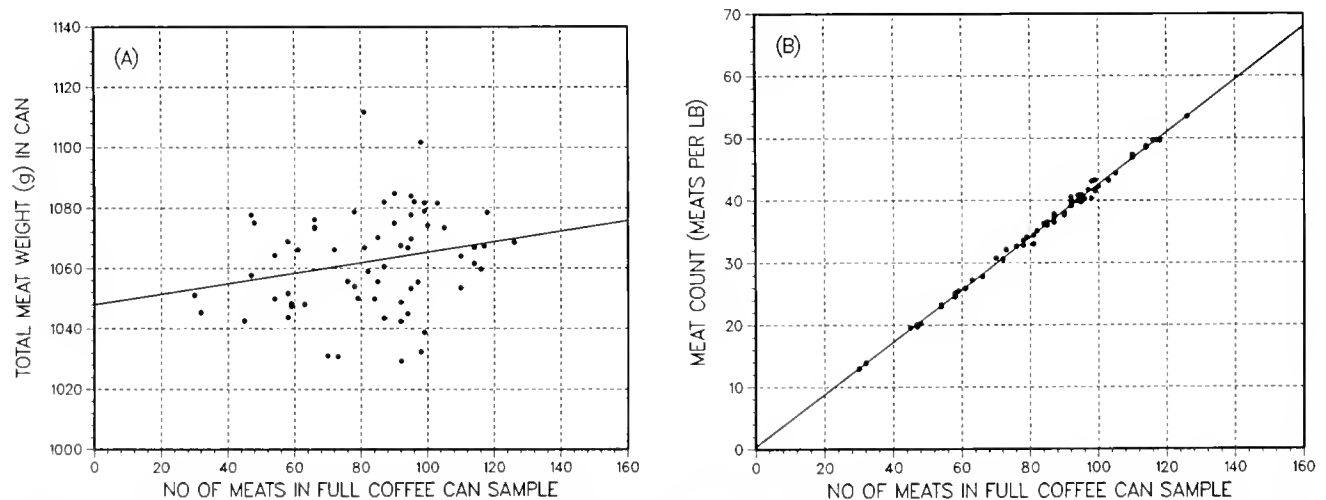 (A)
TOTAL MEAT WEIGHT (g) IN CAN
1140
1120
1100
1080
1060
1040
1020
1000
0 20 40 60 80 100 120 140 160
NO OF MEATS IN FULL COFFEE CAN SAMPLE
(B)
MEAT COUNT (MEATS PER LB)
70
60
50
40
30
20
10
0
0 20 40 60 80 100 120 140 160
NO OF MEATS IN FULL COFFEE CAN SAMPLE